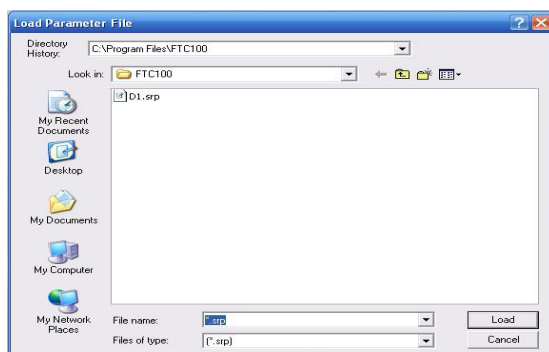 Load Parameter File
Directory History: C:\Program Files\FTC100
Look in: FTC100
D1.srp
My Recent Documents
Desktop
My Documents
My Computer
My Network Places
File name: *.srp
Load
Files of type: (*.srp)
Cancel